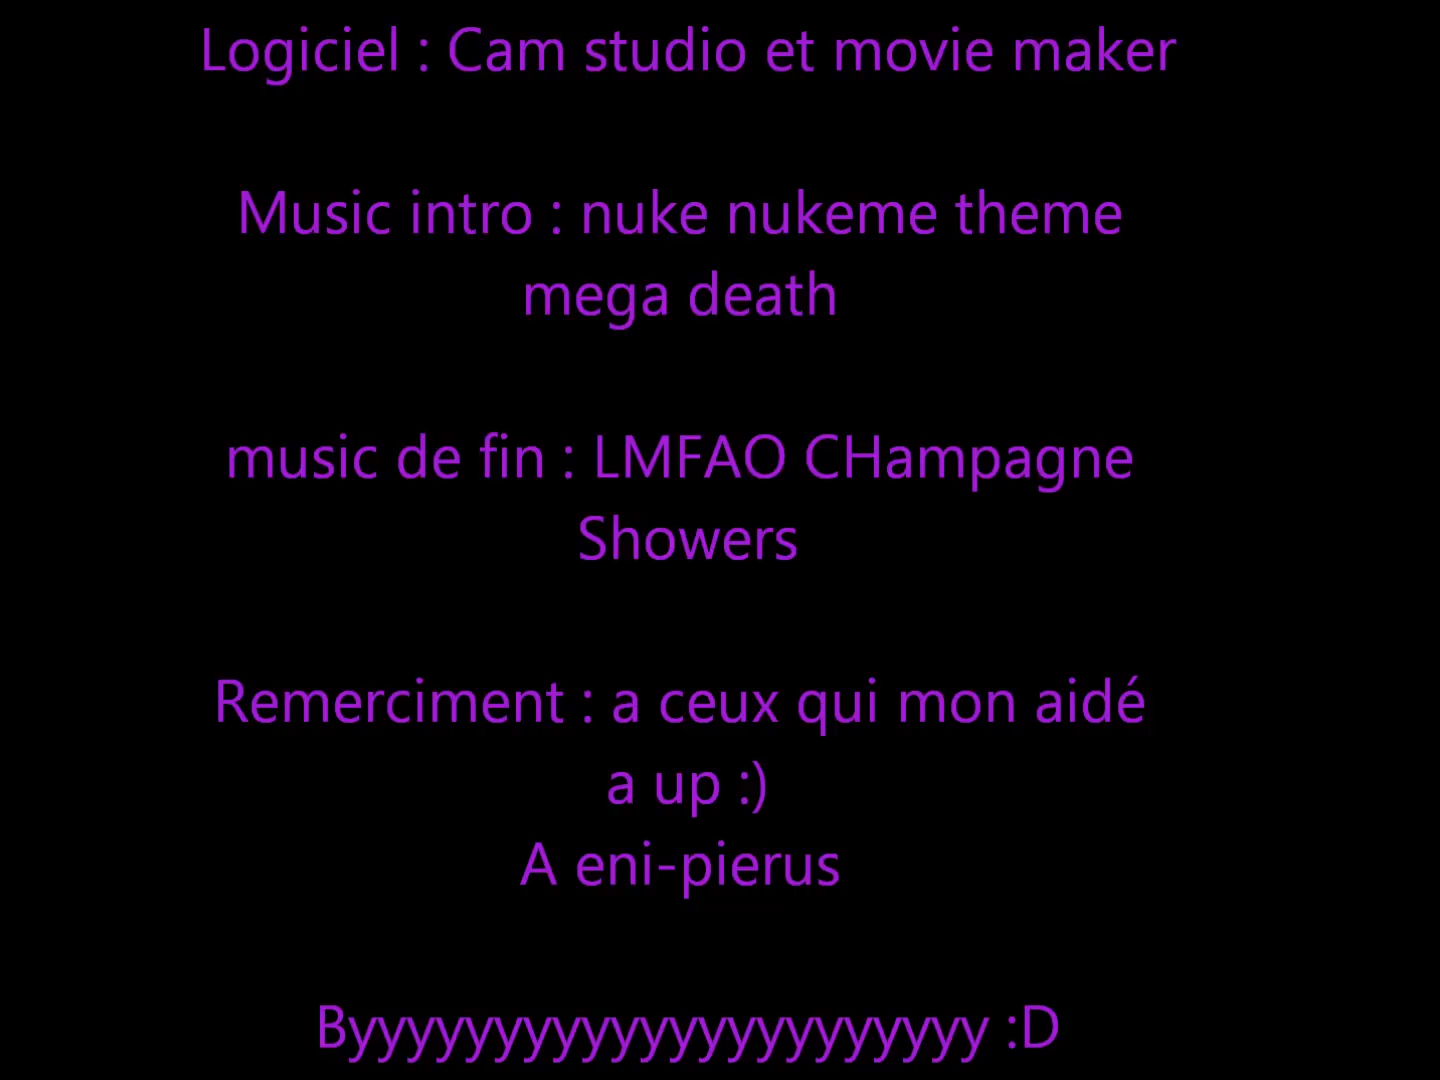 Logiciel : Cam studio et movie maker
Music intro : nuke nukeme theme
mega death
music de fin : LMFAO CHampagne
Showers
Remerciment : a ceux qui mon aidé
a up :)
A eni-pierus
Byyyyyyyyyyyyyyyyyyyyyy :D